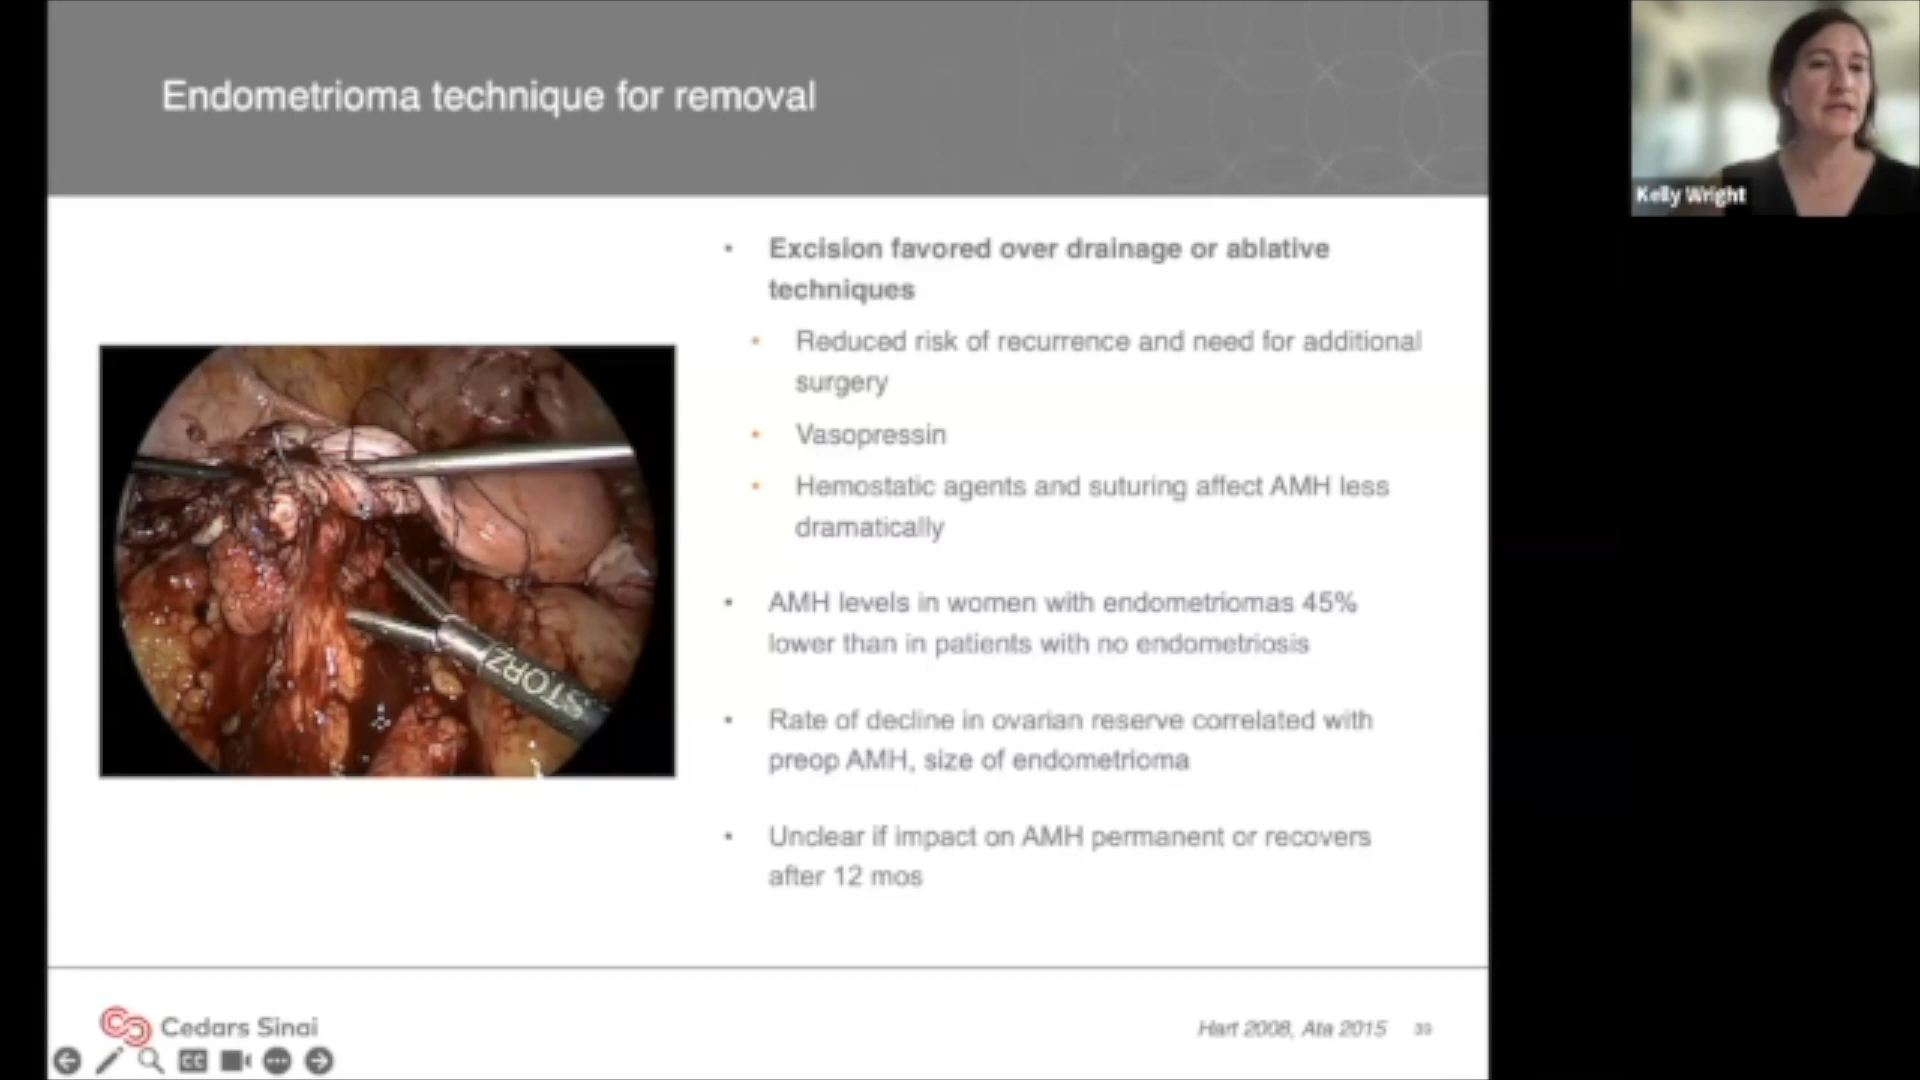 Endometrioma technique for removal
Kelly Wright
• Excision favored over drainage or ablative
techniques
• Reduced risk of recurrence and need for additional
surgery
• Vasopressin
• Hemostatic agents and suturing affect AMH less
dramatically
• AMH levels in women with endometriomas 45%
lower than in patients with no endometriosis
• Rate of decline in ovarian reserve correlated with
preop AMH, size of endometrioma
• Unclear if impact on AMH permanent or recovers
after 12 mos
STORZ
Cedars Sinai
Hart 2008, Ata 2015 39
CC